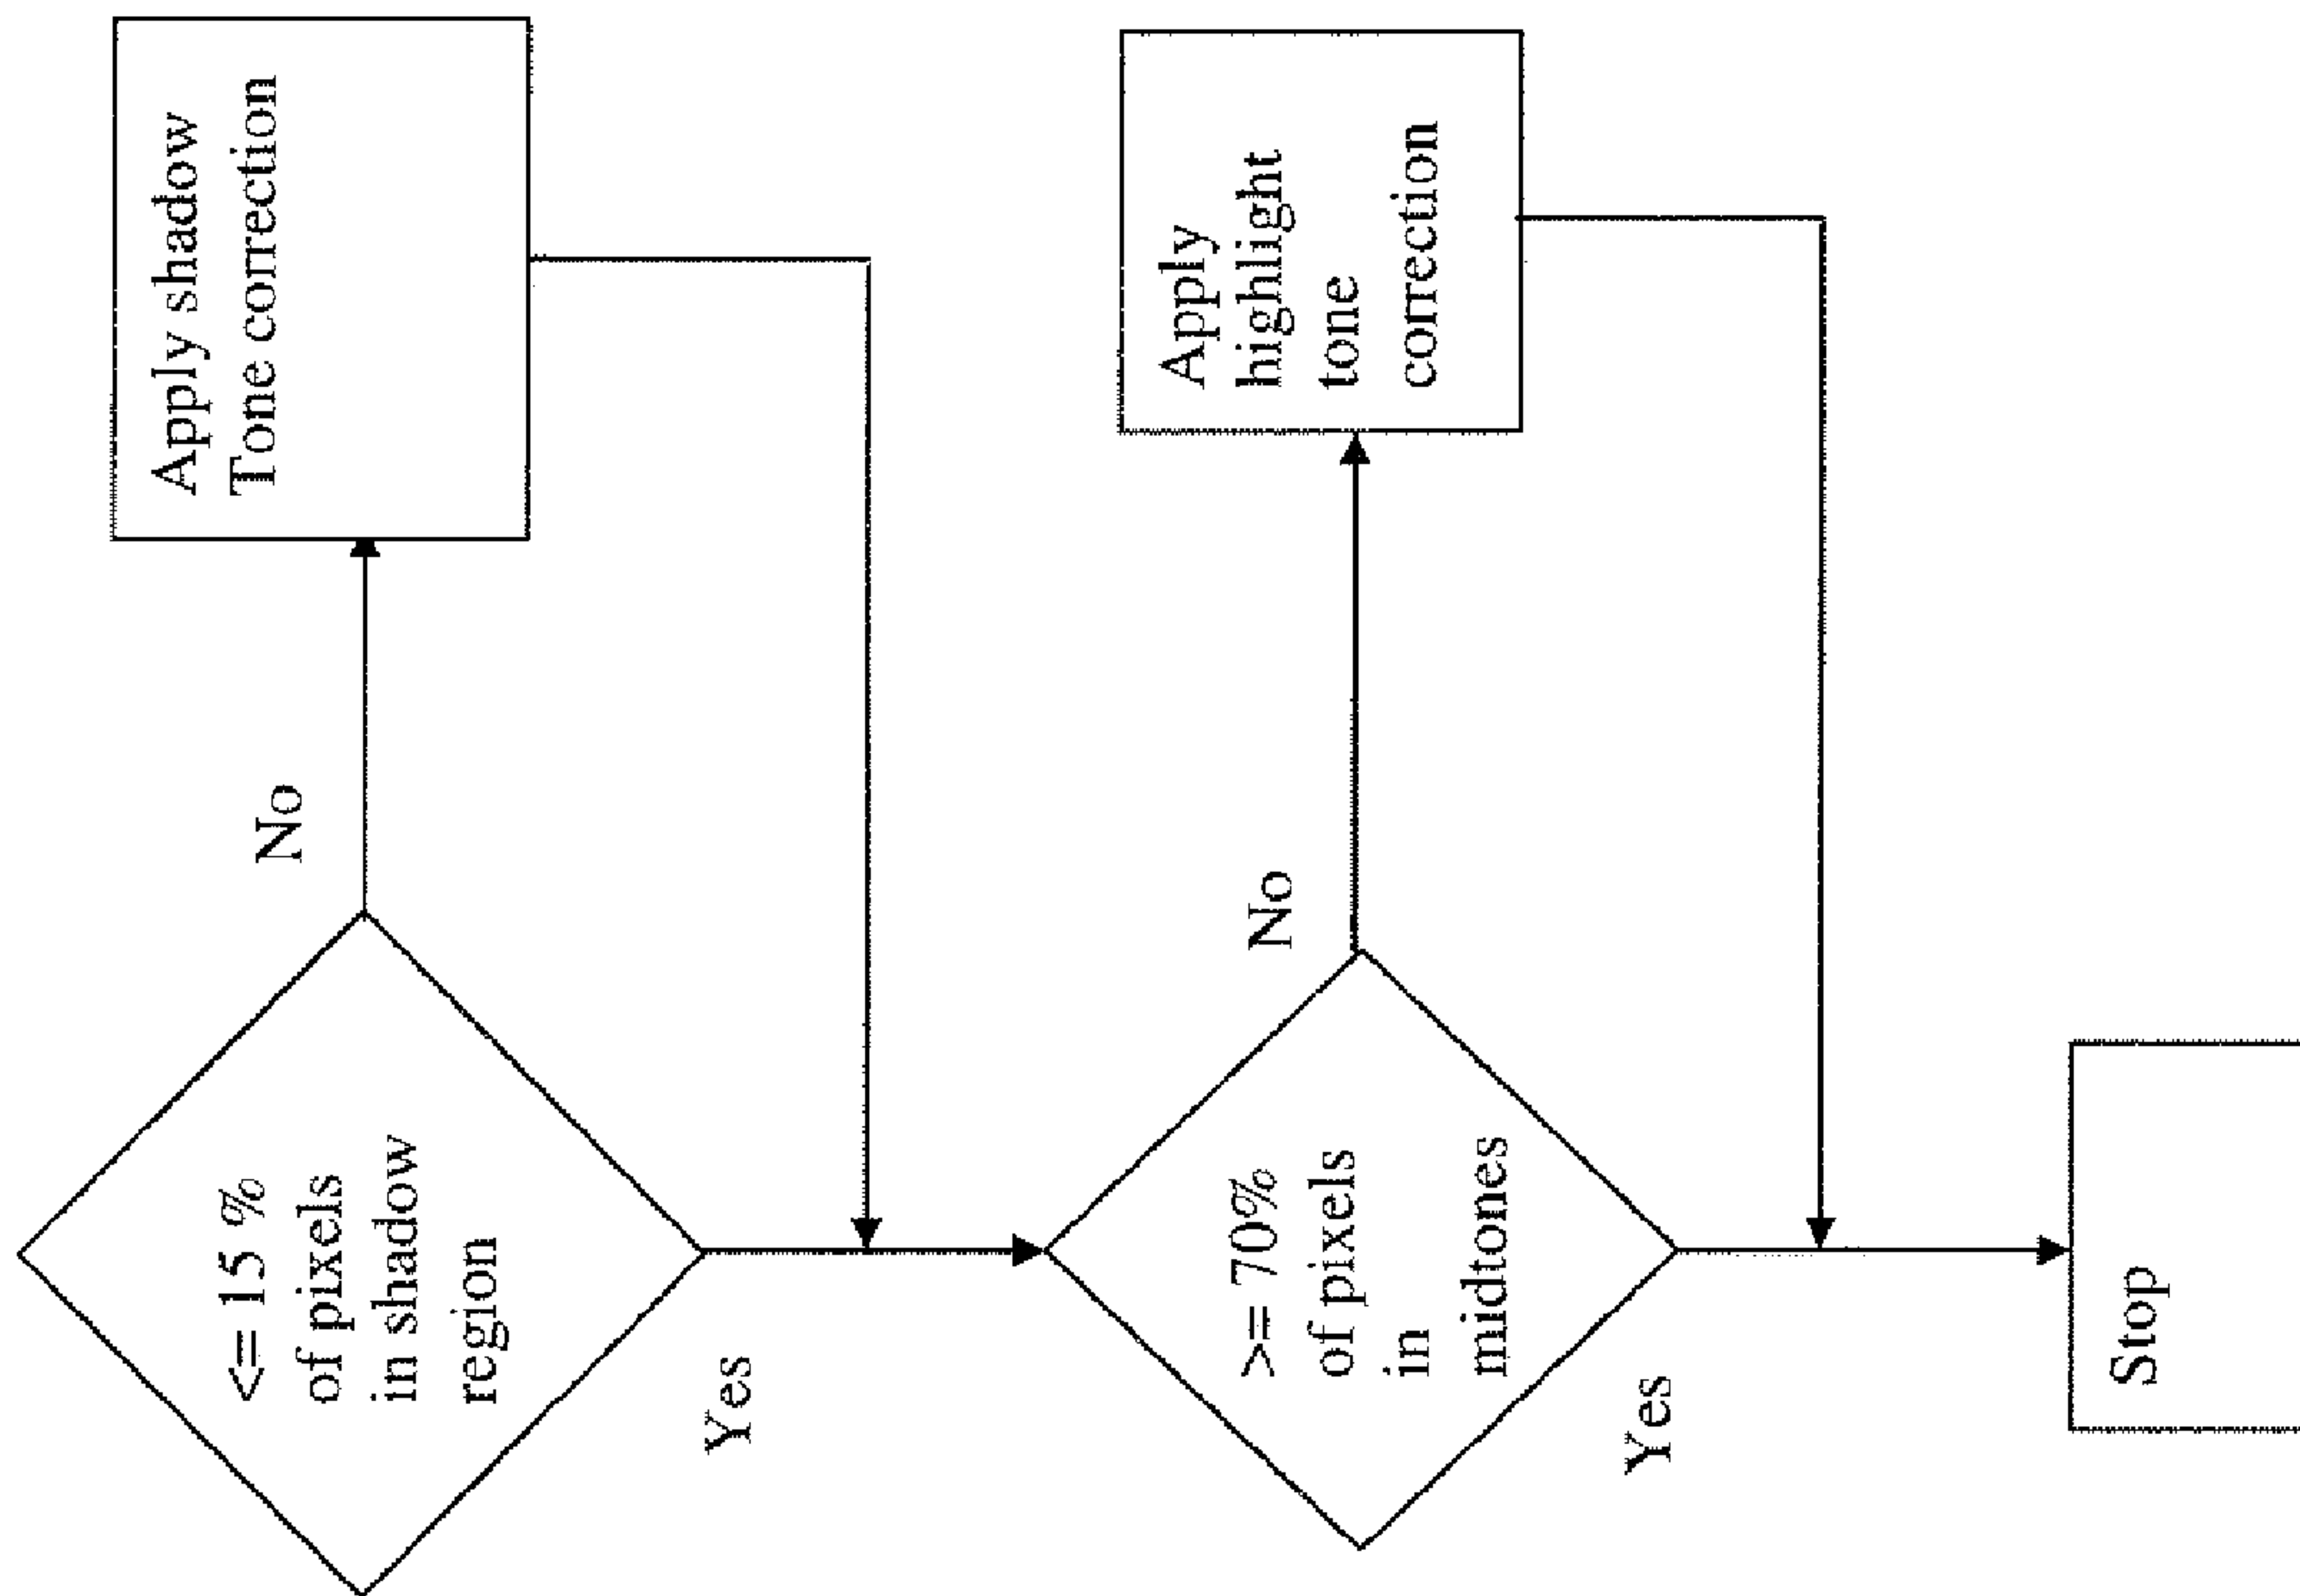 <= 15 %
of pixels
in shadow
region
No
Apply shadow
Tone correction
Yes
>= 70%
of pixels
in
midtones
No
Apply
highlight
tone
correction
Yes
Stop